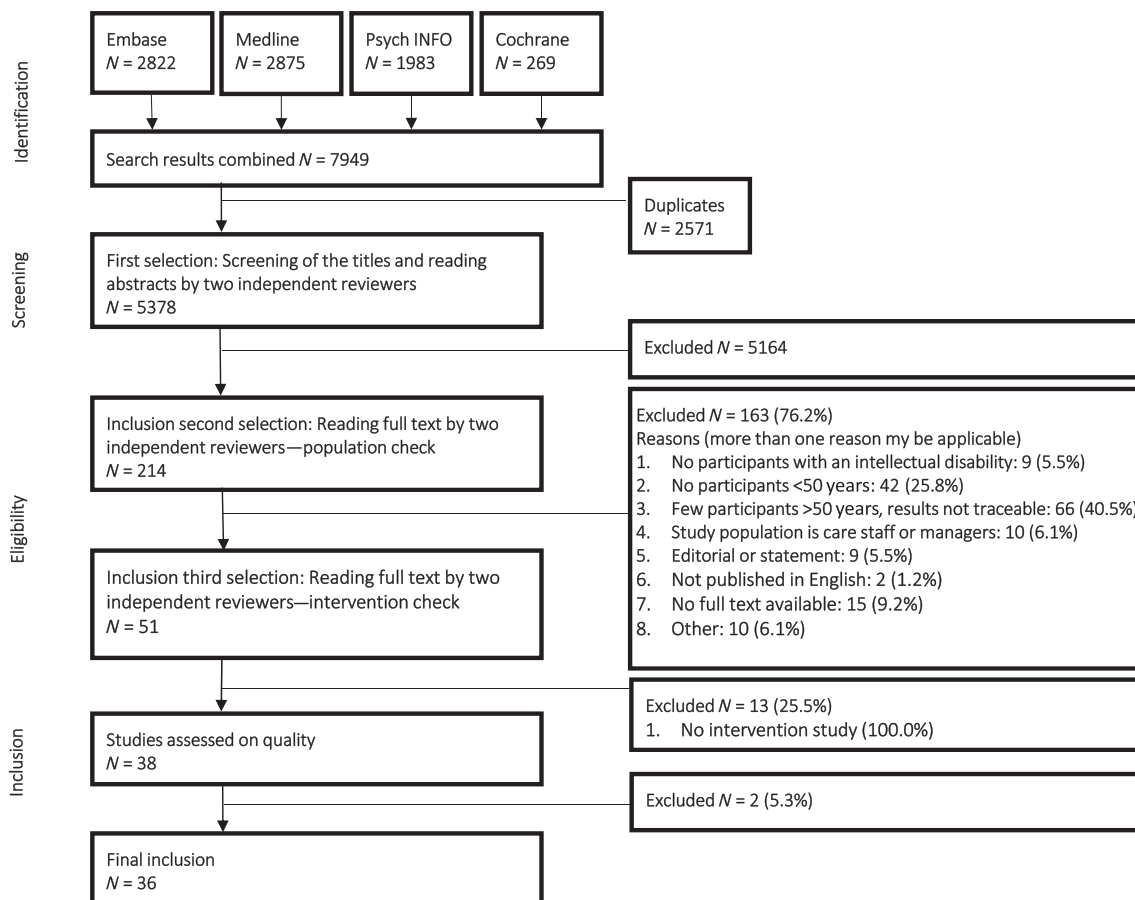 Identification
Embase
N = 2822
Medline
N = 2875
Psych INFO
N = 1983
Cochrane
N = 269
Search results combined N = 7949
Duplicates
N = 2571
Screening
First selection: Screening of the titles and reading
abstracts by two independent reviewers
N = 5378
Excluded N = 5164
Eligibility
Inclusion second selection: Reading full text by two
independent reviewers—population check
N = 214
Excluded N = 163 (76.2%)
Reasons (more than one reason my be applicable)
1. No participants with an intellectual disability: 9 (5.5%)
2. No participants <50 years: 42 (25.8%)
3. Few participants >50 years, results not traceable: 66 (40.5%)
4. Study population is care staff or managers: 10 (6.1%)
5. Editorial or statement: 9 (5.5%)
6. Not published in English: 2 (1.2%)
7. No full text available: 15 (9.2%)
8. Other: 10 (6.1%)
Inclusion third selection: Reading full text by two
independent reviewers—intervention check
N = 51
Excluded N = 13 (25.5%)
1. No intervention study (100.0%)
Inclusion
Studies assessed on quality
N = 38
Excluded N = 2 (5.3%)
Final inclusion
N = 36